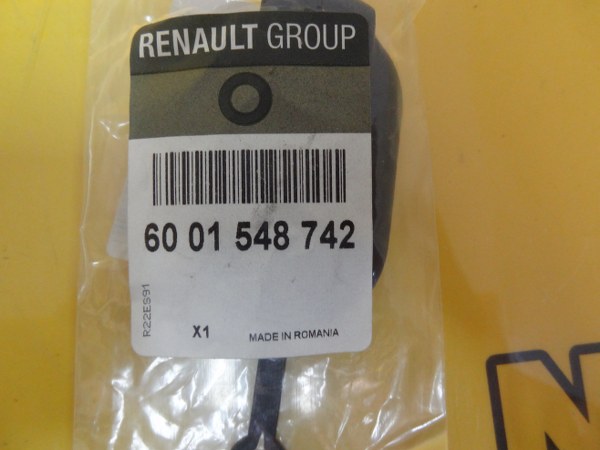 RENAULT GROUP
60 01 548 742
R22ES91
X1
MADE IN ROMANIA